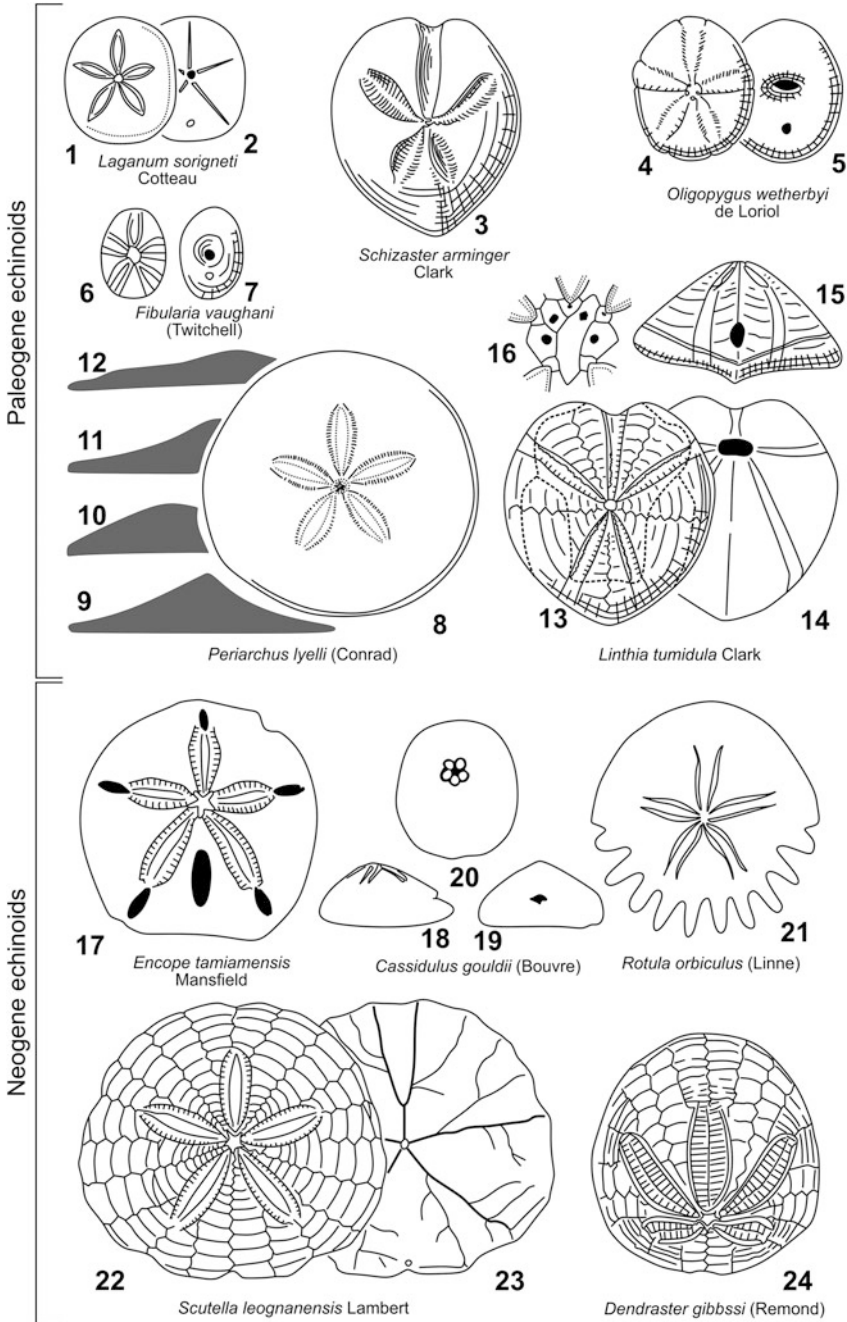 Paleogene echinoids
1
2
Laganum sorigneti
Cotteau
3
Schizaster arminger
Clark
4
5
Oligopygus wetherbyi
de Loriol
6
7
Fibularia vaughani
(Twitchell)
16
15
12
11
10
9
8
Periarchus lyelli (Conrad)
13
14
Linthia tumidula Clark
Neogene echinoids
17
Encope tamiamensis
Mansfield
20
18
19
Cassidulus gouldii (Bouvre)
21
Rotula orbiculus (Linne)
22
23
Scutella leognanensis Lambert
24
Dendraster gibbssi (Remond)